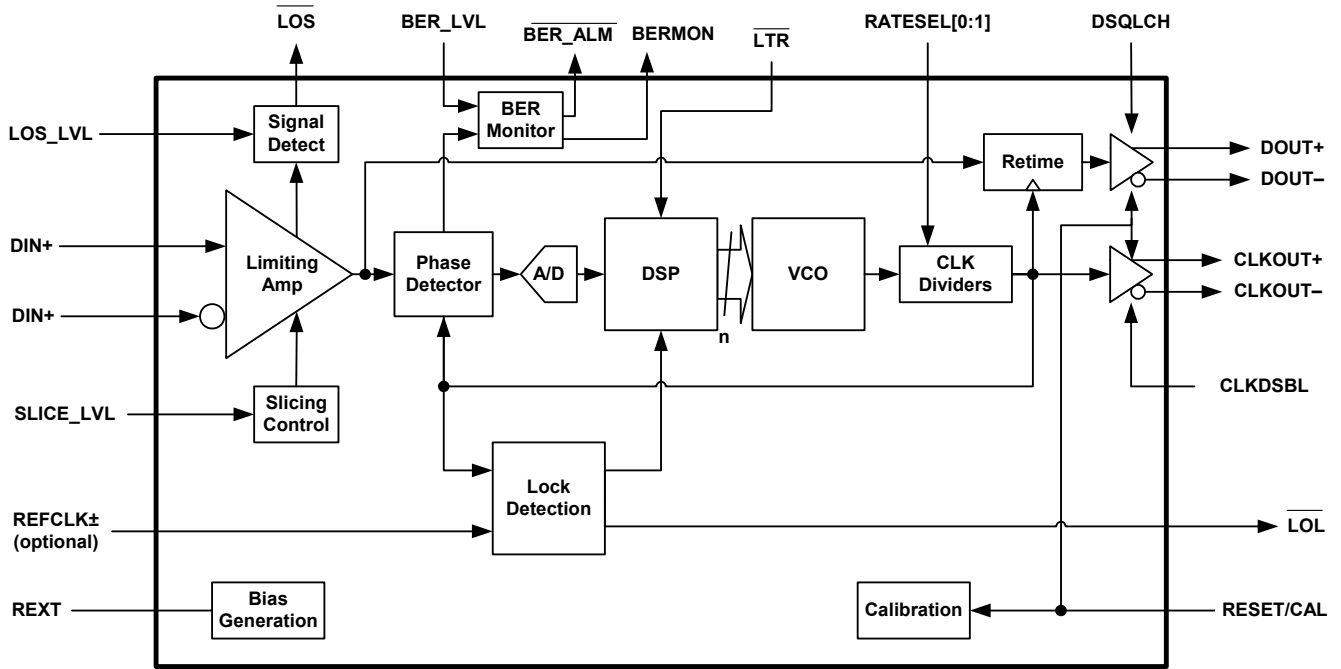 LOS
BER_LVL
BER_ALM
BERMON
LTR
RATESEL[0:1]
DSQLCH
LOS_LVL
Signal
Detect
BER
Monitor
Retime
DOUT+
DOUT–
DIN+
Limiting
Amp
Phase
Detector
A/D
DSP
n
VCO
CLK
Dividers
CLKOUT+
CLKOUT–
DIN+
SLICE_LVL
Slicing
Control
CLKDSBL
Lock
Detection
REFCLK±
(optional)
LOL
REXT
Bias
Generation
Calibration
RESET/CAL